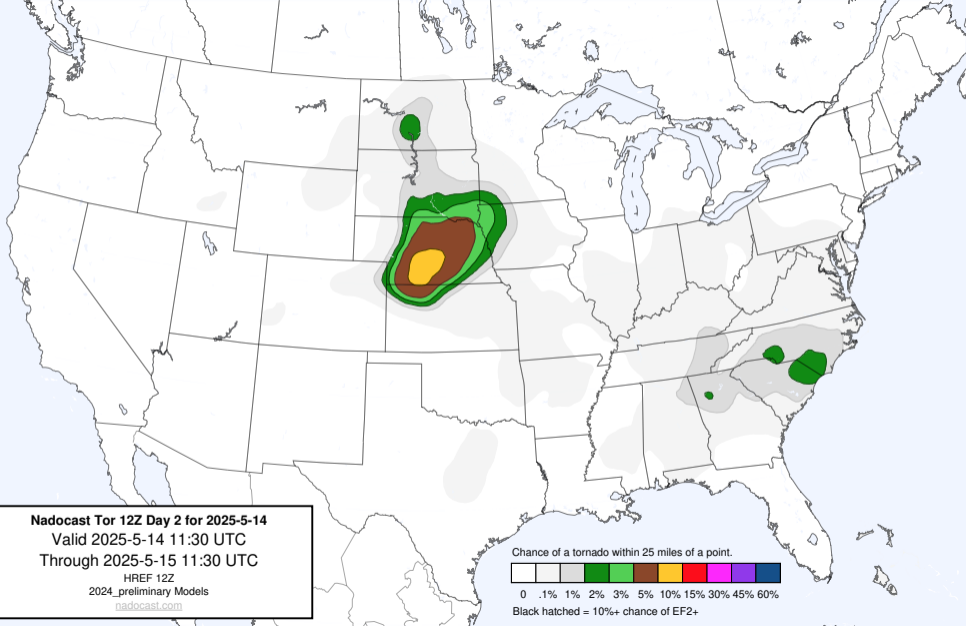 Nadocast Tor 12Z Day 2 for 2025-5-14
Valid 2025-5-14 11:30 UTC
Through 2025-5-15 11:30 UTC
HREF 12Z
2024_preliminary Models
nadocast.com
Chance of a tornado within 25 miles of a point.
0 .1% 1% 2% 3% 5% 10% 15% 30% 45% 60%
Black hatched = 10%+ chance of EF2+